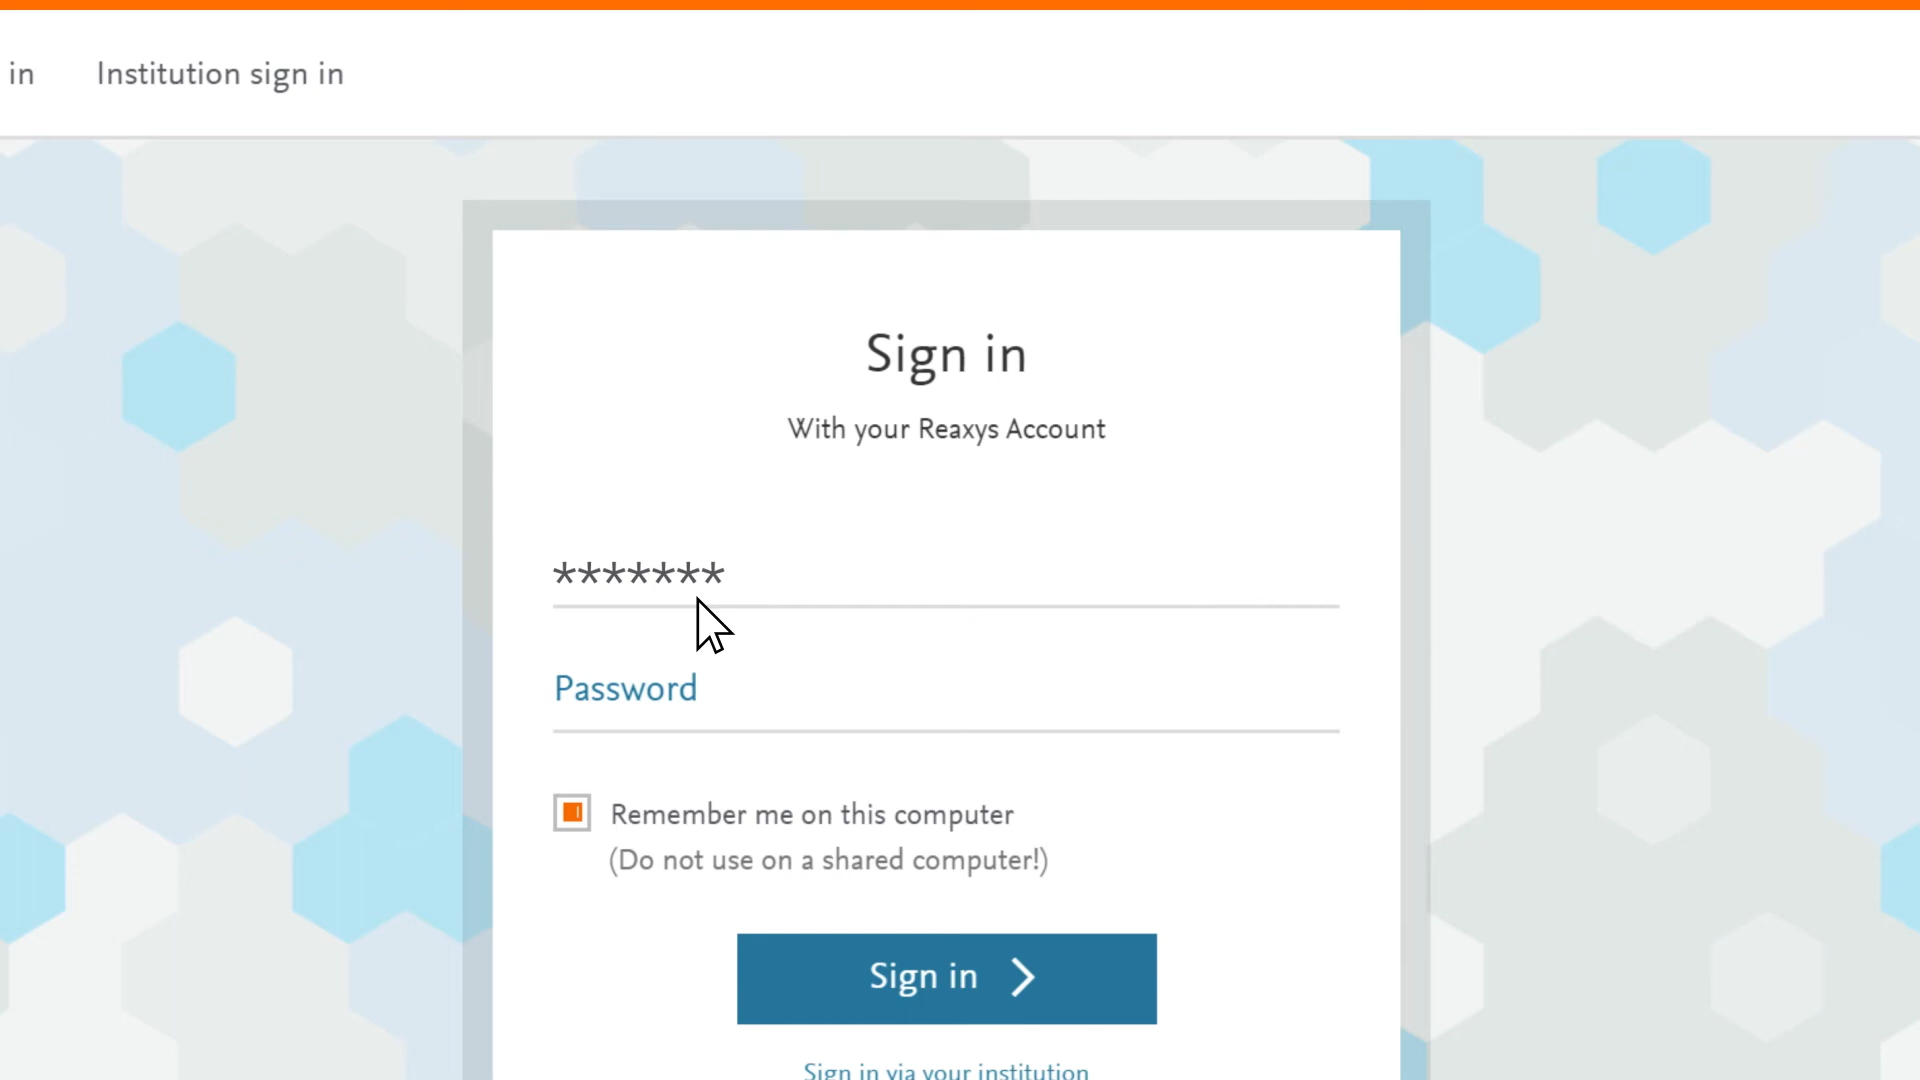 in
Institution sign in
Sign in
With your Reaxys Account
*******
Password
Remember me on this computer
(Do not use on a shared computer!)
Sign in
Sign in via your institution